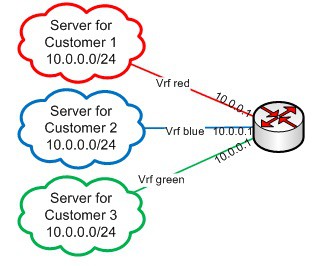 Server for
Customer 1
10.0.0.0/24
Vrf red
10.0.0.1
Server for
Customer 2
10.0.0.0/24
Vrf blue
10.0.0.1
Vrf green
10.0.0.1
Server for
Customer 3
10.0.0.0/24